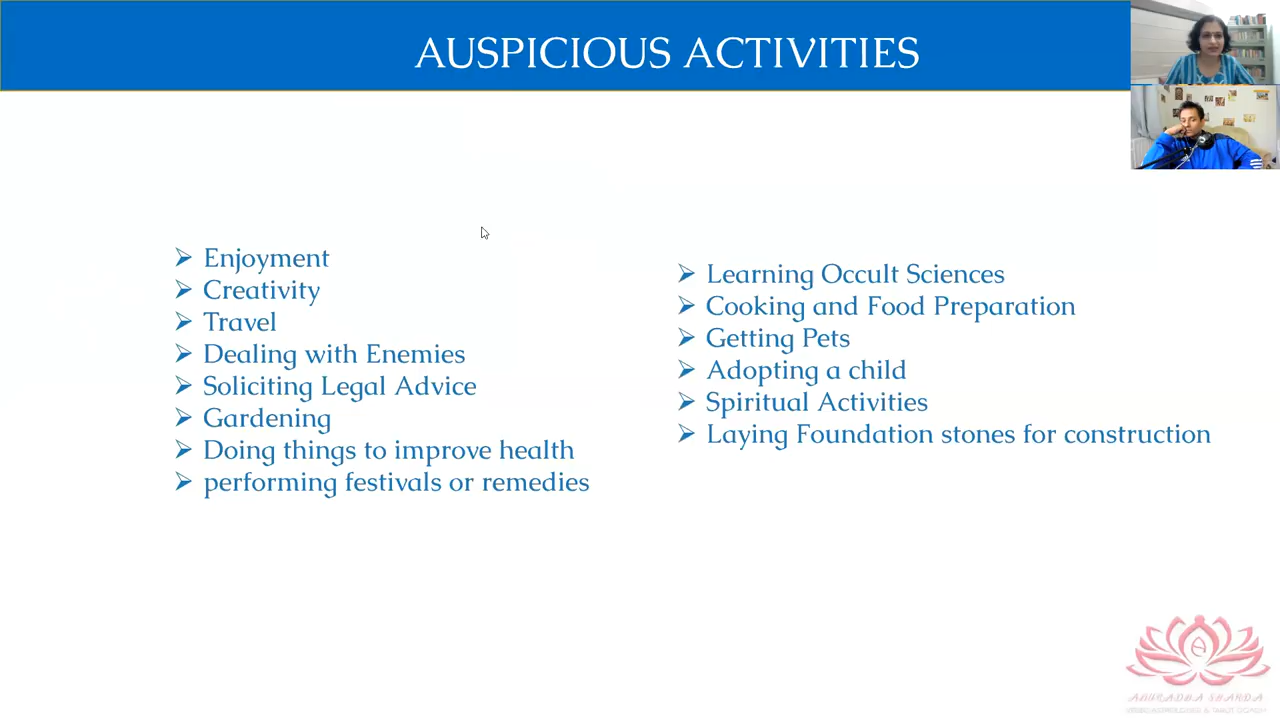 AUSPICIOUS ACTIVITIES
Enjoyment
Creativity
Travel
Dealing with Enemies
Soliciting Legal Advice
Gardening
Doing things to improve health
performing festivals or remedies
Learning Occult Sciences
Cooking and Food Preparation
Getting Pets
Adopting a child
Spiritual Activities
Laying Foundation stones for construction